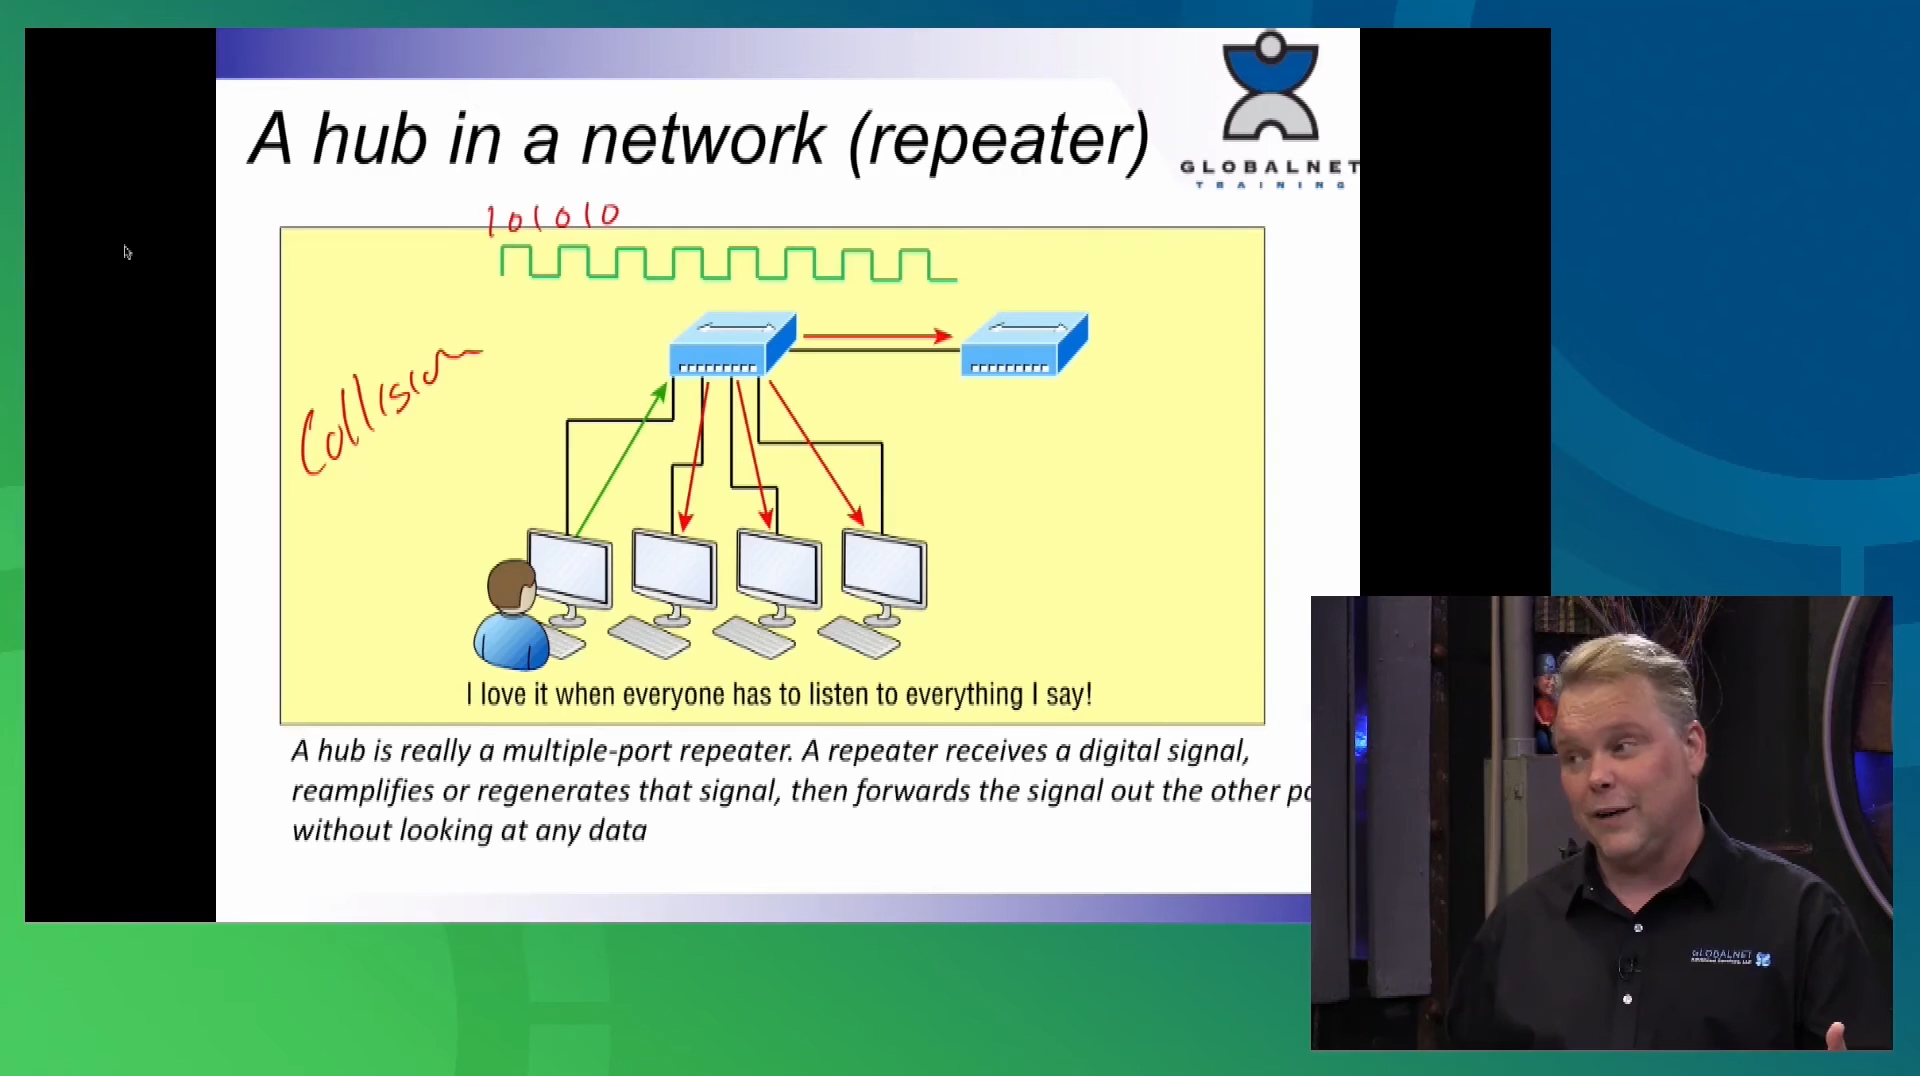 A hub in a network (repeater)
GLOBALNET
TRAINING
101010
Collision
I love it when everyone has to listen to everything I say!
A hub is really a multiple-port repeater. A repeater receives a digital signal,
reamplifies or regenerates that signal, then forwards the signal out the other
without looking at any data
GLOBALNET